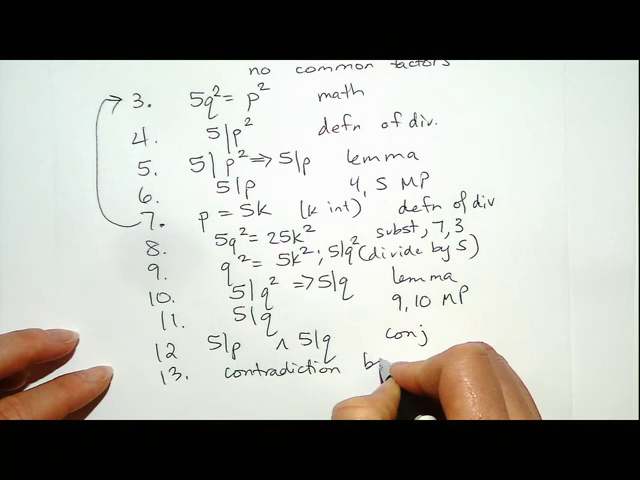 no common factors
3. 5q² = p² math
4. 5|p² defn of div.
5. 5|p² => 5|p lemma
6. 5|p 4, 5 MP
7. p = 5k (k int) defn of div
8. 5q² = 25k² subst, 7, 3
9. q² = 5k² ; 5|q² (divide by 5)
10. 5|q² => 5|q lemma
11. 5|q 9, 10 MP
12 5|p ∧ 5|q conj
13. contradiction